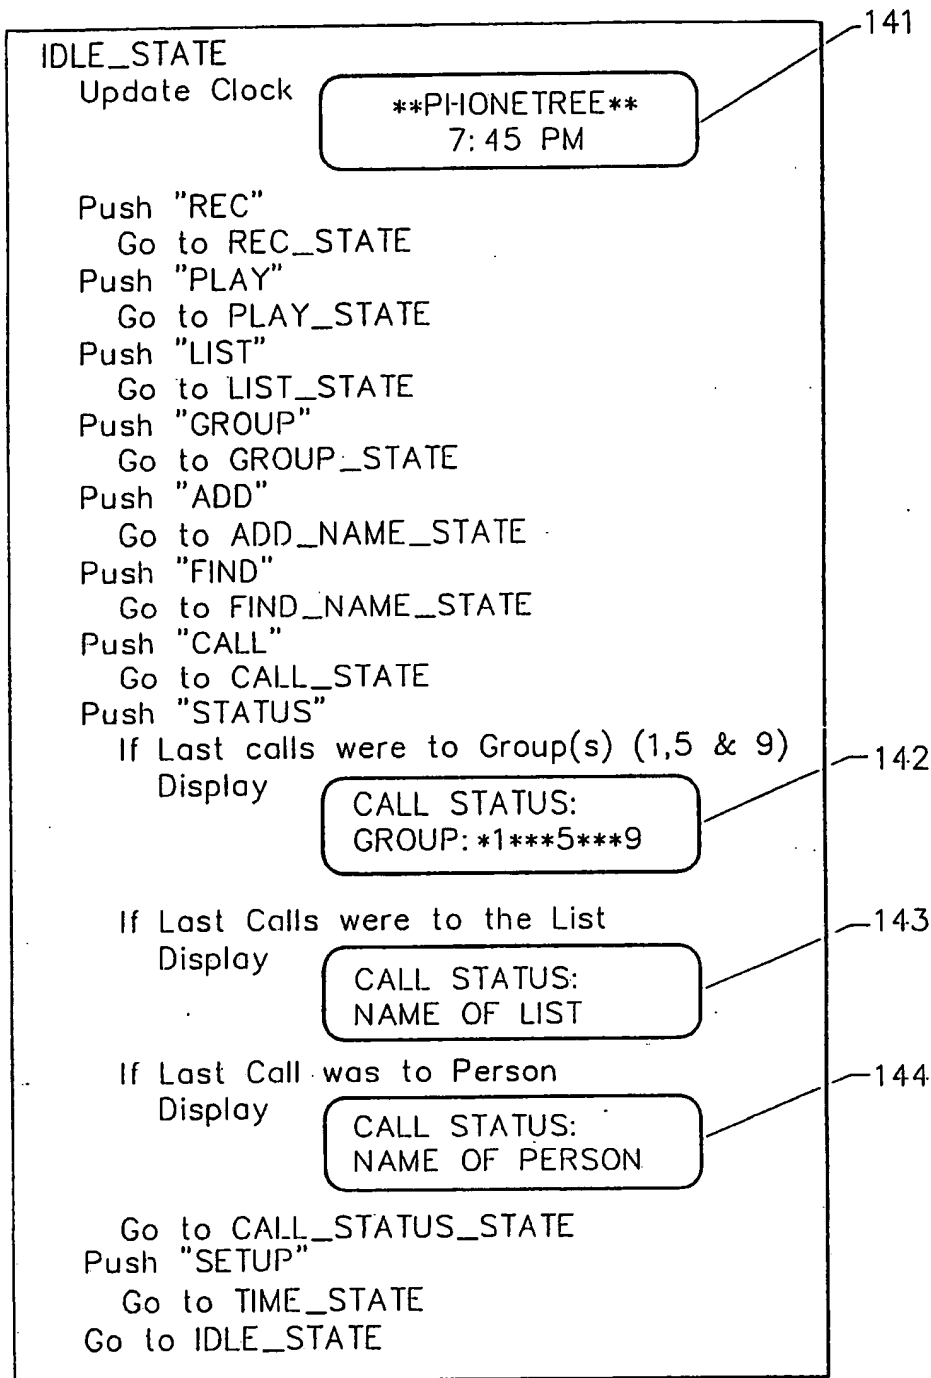 141
IDLE_STATE
Update Clock
**PHONETREE**
7:45 PM
Push "REC"
Go to REC_STATE
Push "PLAY"
Go to PLAY_STATE
Push "LIST"
Go to LIST_STATE
Push "GROUP"
Go to GROUP_STATE
Push "ADD"
Go to ADD_NAME_STATE
Push "FIND"
Go to FIND_NAME_STATE
Push "CALL"
Go to CALL_STATE
Push "STATUS"
If Last calls were to Group(s) (1,5 & 9)
142
Display
CALL STATUS:
GROUP:*1***5***9
If Last Calls were to the List
143
Display
CALL STATUS:
NAME OF LIST
If Last Call was to Person
144
Display
CALL STATUS:
NAME OF PERSON
Go to CALL_STATUS_STATE
Push "SETUP"
Go to TIME_STATE
Go to IDLE_STATE